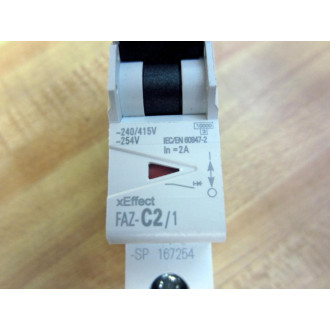 ~240/415V
~254V
10000
3
IEC/EN 60947-2
In = 2A
xEffect
FAZ-C2/1
-SP 167254